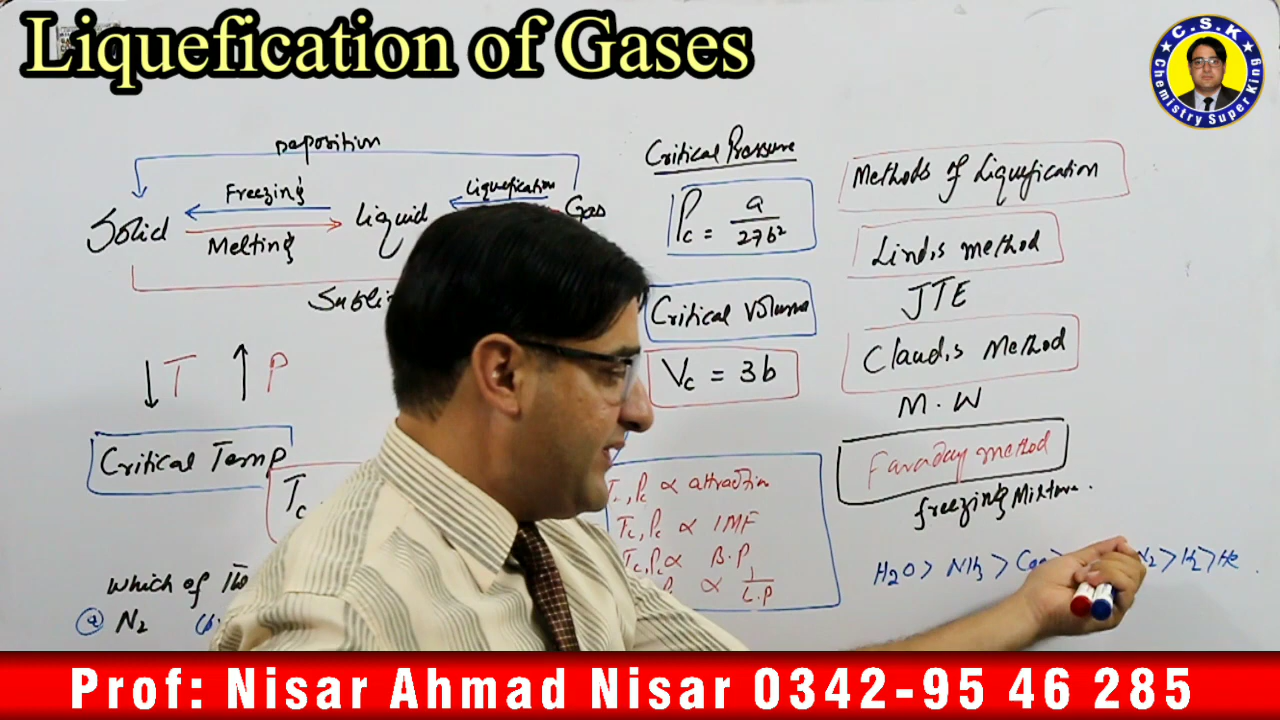 Liquefication of Gases
C.S.K
Chemistry Super King
Deposition
Solid
Freezing
Melting
Liquid
Liquefication
Gas
↓ T ↑ P
Critical Temp
Tc
which of The
(a) N2 (b)
Critical Pressure
Pc = a / 27b²
Critical Volume
Vc = 3b
Tc, Pc ∝ attraction
Tc, Pc ∝ IMF
Tc, Pc ∝ B.P
∝ 1 / L.P
Methods of Liquefication
Lind,s method
JTE
Claud,s Method
M.W
Faraday method
freezing Mixture.
H2O > NH3 > > H2 > He
Prof: Nisar Ahmad Nisar 0342-95 46 285